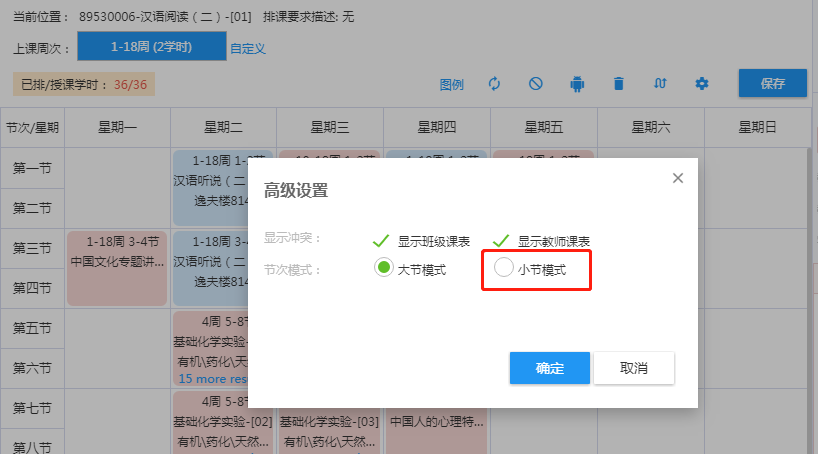 当前位置： 89530006-汉语阅读（二）-[01] 排课要求描述: 无
上课周次： 1-18周 (2学时) 自定义
已排/授课学时： 36/36 图例 保存
节次/星期 星期一 星期二 星期三 星期四 星期五 星期六 星期日
第一节
第二节
第三节
第四节
第五节
第六节
第七节
第八节
1-18周 3-4节
中国文化专题讲...
1-18周 1-2节
汉语听说（二
逸夫楼814
1-18周 3-4
汉语听说（二
逸夫楼814
4周 5-8节
基础化学实验-
有机\药化\天
15 more resu
4周 5-8节
基础化学实验-[02]
有机\药化\天然...
基础化学实验-[03]
有机\药化\天然...
中国人的心理特...
高级设置
显示冲突： 显示班级课表 显示教师课表
节次模式： 大节模式 小节模式
确定 取消